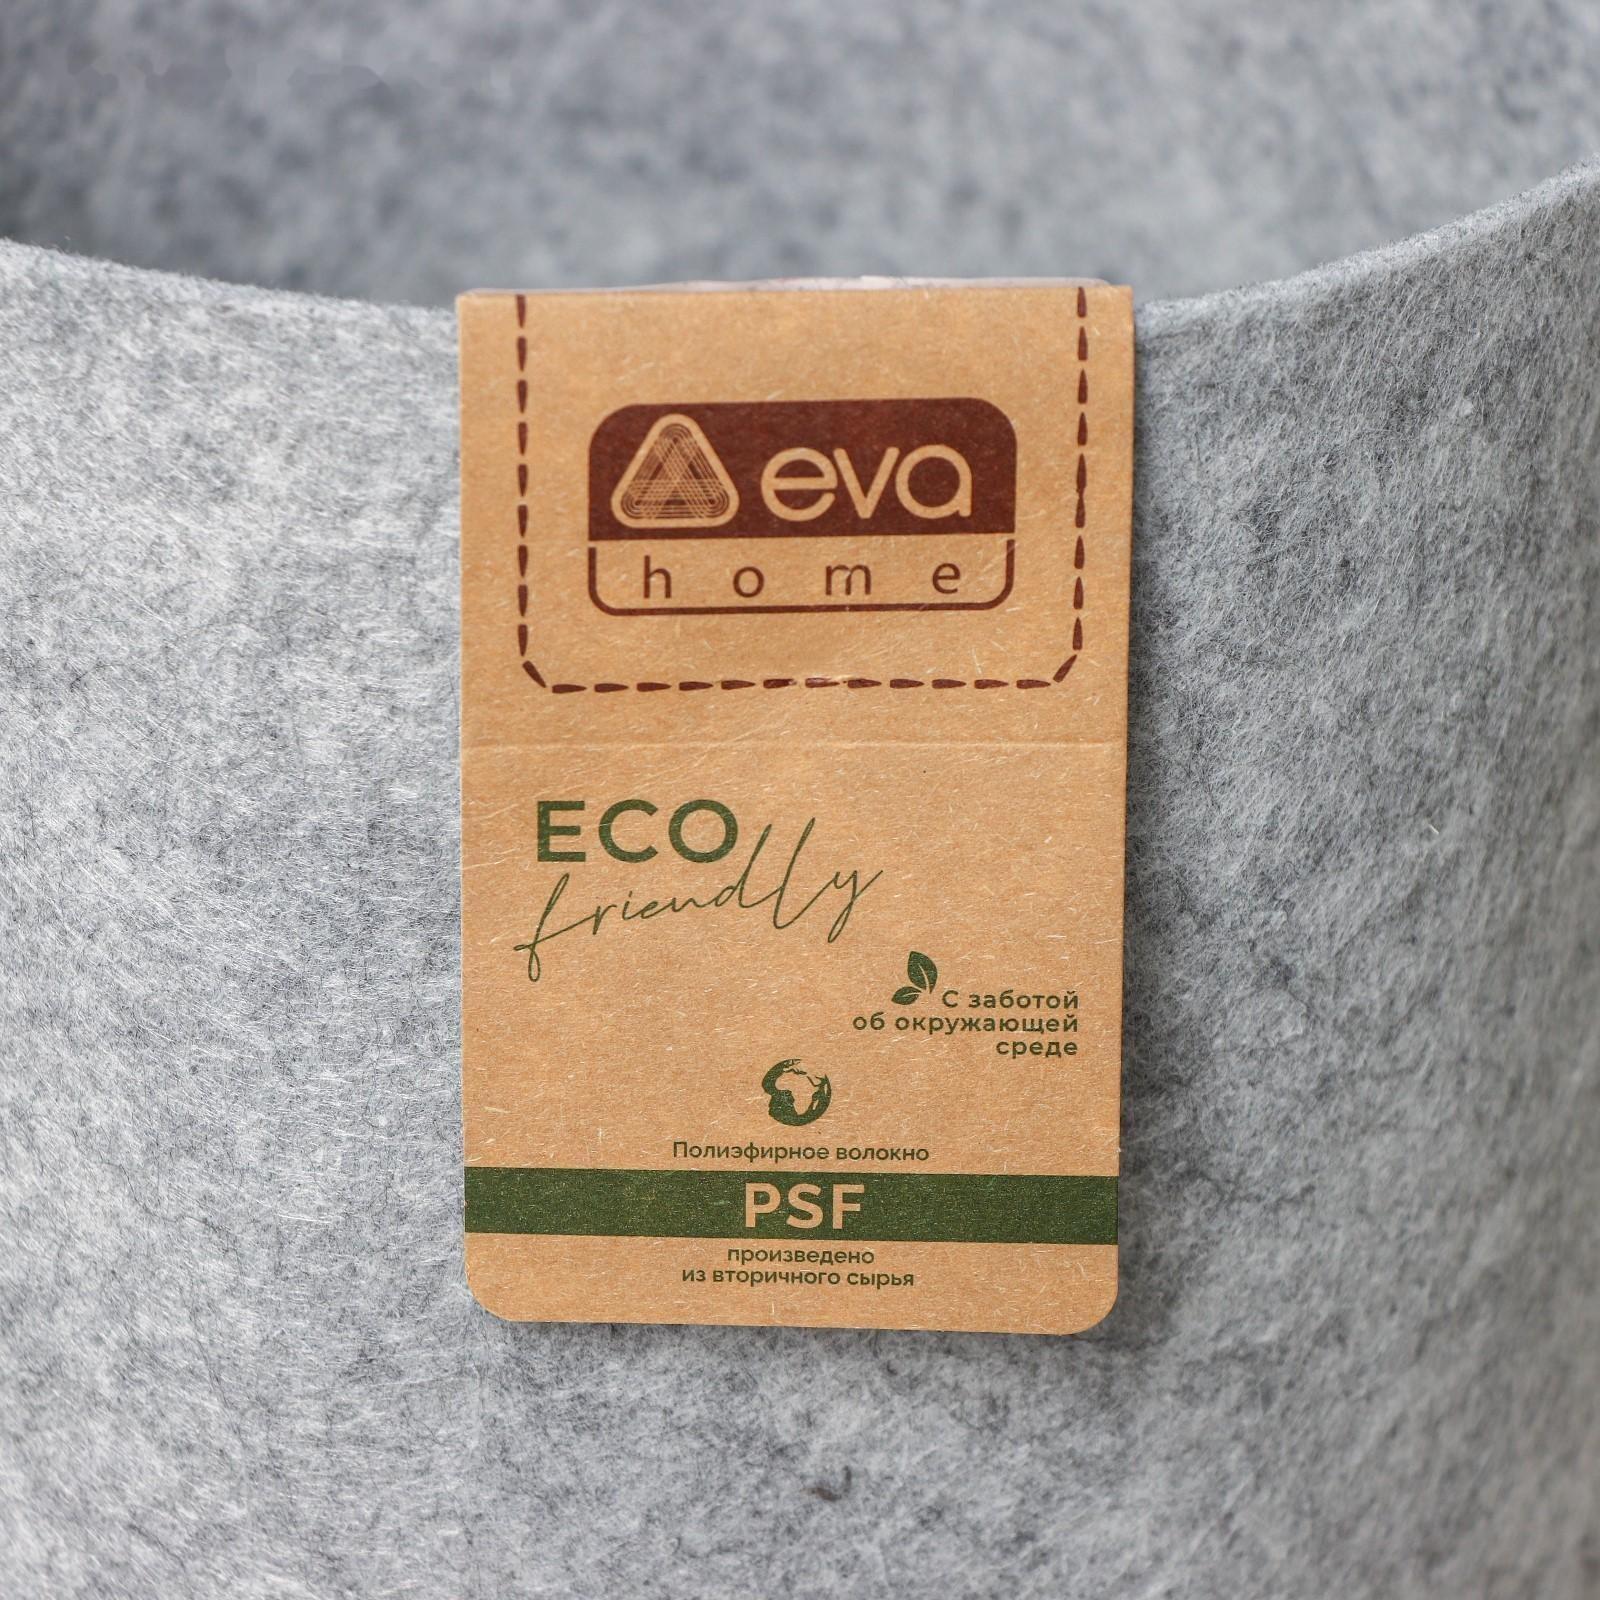 eva
home
ECO
friendly
С заботой
об окружающей
среде
Полиэфирное волокно
PSF
произведено
из вторичного сырья